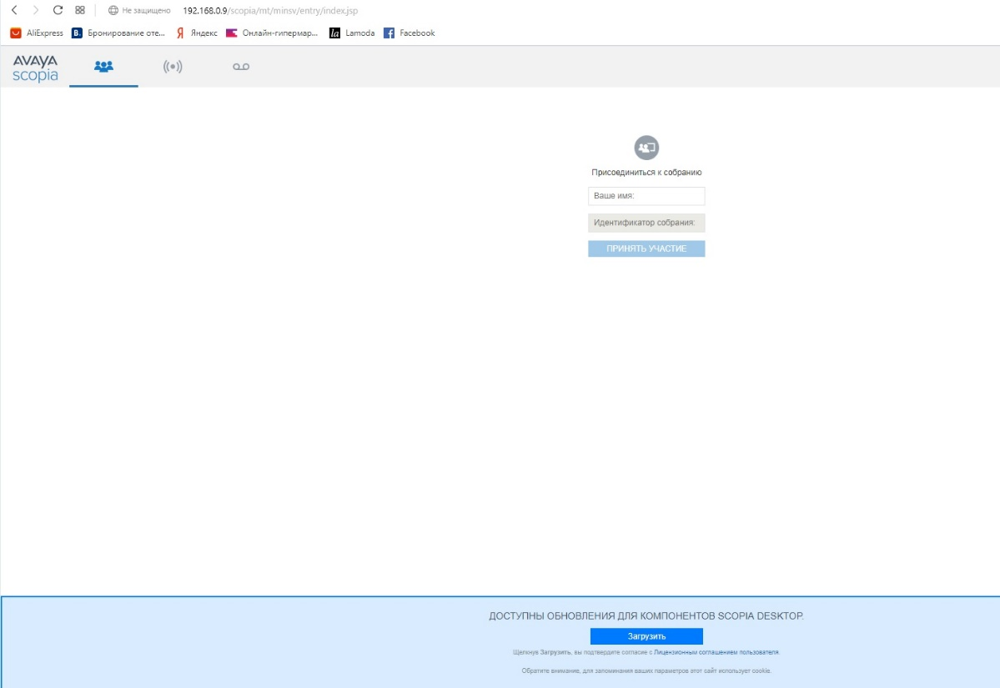 Не защищено 192.168.0.9/scopia/mt/minsv/entry/index.jsp
AliExpress B. Бронирование оте... Я Яндекс Онлайн-гипермар... la Lamoda f Facebook
AVAYA
scopia
Присоединиться к собранию
Ваше имя:
Идентификатор собрания:
ПРИНЯТЬ УЧАСТИЕ
ДОСТУПНЫ ОБНОВЛЕНИЯ ДЛЯ КОМПОНЕНТОВ SCOPIA DESKTOP.
Загрузить
Щелкнув Загрузить, вы подтвердите согласие с Лицензионным соглашением пользователя.
Обратите внимание, для запоминания ваших параметров этот сайт использует cookie.